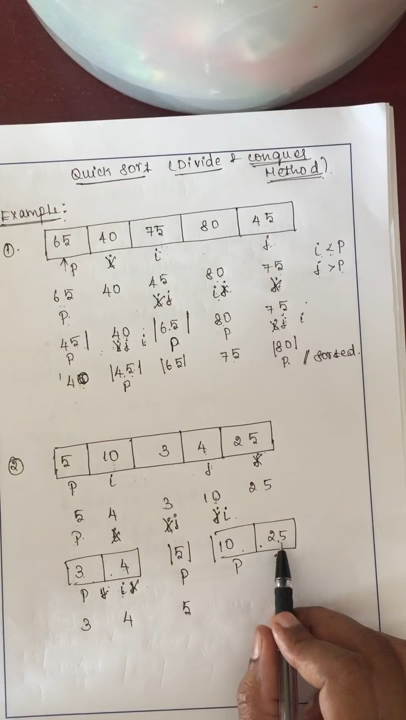 Quick Sort (Divide & Conquer
Method).
Example:
1. 65 40 75 80 45
↑P i i j i < P
65 40 45 80 75 j > P
P i j i j j
45| 40 |65| 80 75
P j i P P j i
40 |45| |65| 75 |80| // sorted.
P P
2 5 10 3 4 25
P i j j
5 4 3 10 25
P i i j j i
3 4 |5| 10 25
P j i j P P
3 4 5